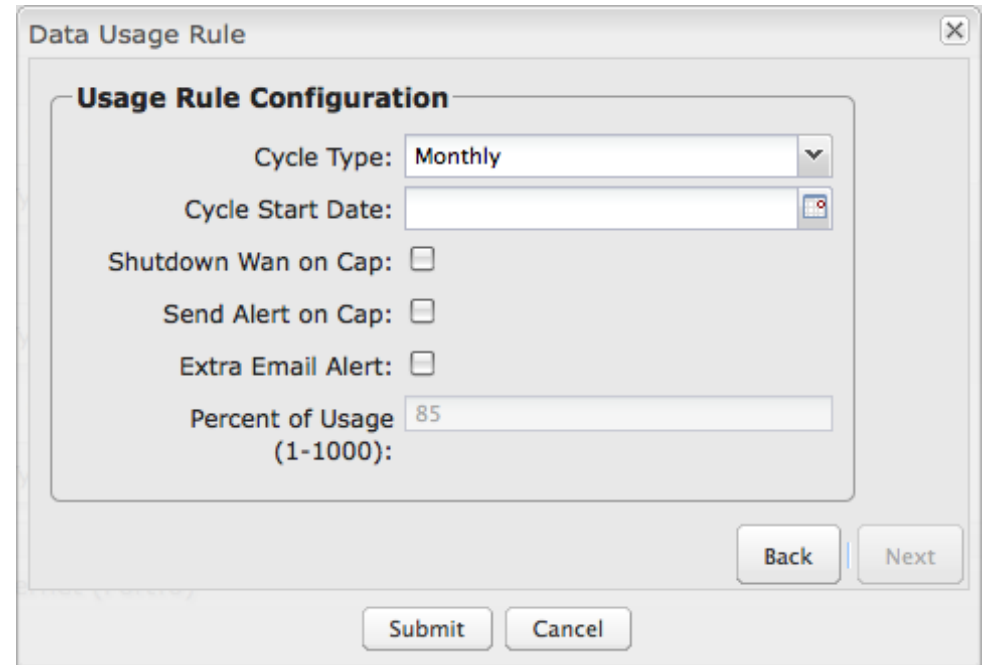 Data Usage Rule
Usage Rule Configuration
Cycle Type: Monthly
Cycle Start Date:
Shutdown Wan on Cap:
Send Alert on Cap:
Extra Email Alert:
Percent of Usage 85
(1-1000):
Back Next
Submit Cancel